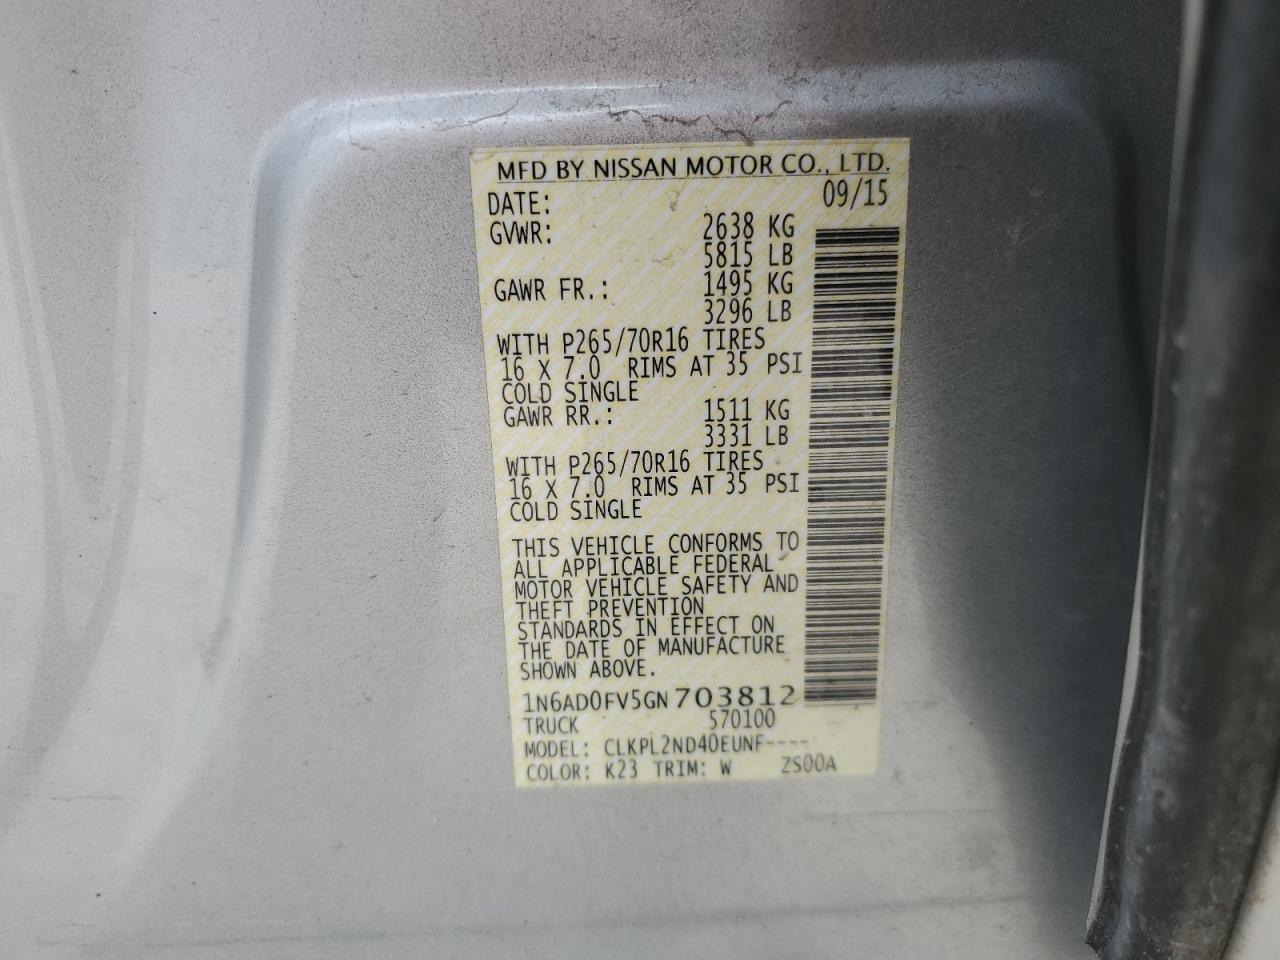 MFD BY NISSAN MOTOR CO., LTD.
DATE: 09/15
GVWR: 2638 KG
5815 LB
GAWR FR.: 1495 KG
3296 LB
WITH P265/70R16 TIRES
16 X 7.0 RIMS AT 35 PSI
COLD SINGLE
GAWR RR.: 1511 KG
3331 LB
WITH P265/70R16 TIRES
16 X 7.0 RIMS AT 35 PSI
COLD SINGLE
THIS VEHICLE CONFORMS TO
ALL APPLICABLE FEDERAL
MOTOR VEHICLE SAFETY AND
THEFT PREVENTION
STANDARDS IN EFFECT ON
THE DATE OF MANUFACTURE
SHOWN ABOVE.
1N6AD0FV5GN703812
TRUCK 570100
MODEL: CLKPL2ND40EUNF----
COLOR: K23 TRIM: W ZS00A